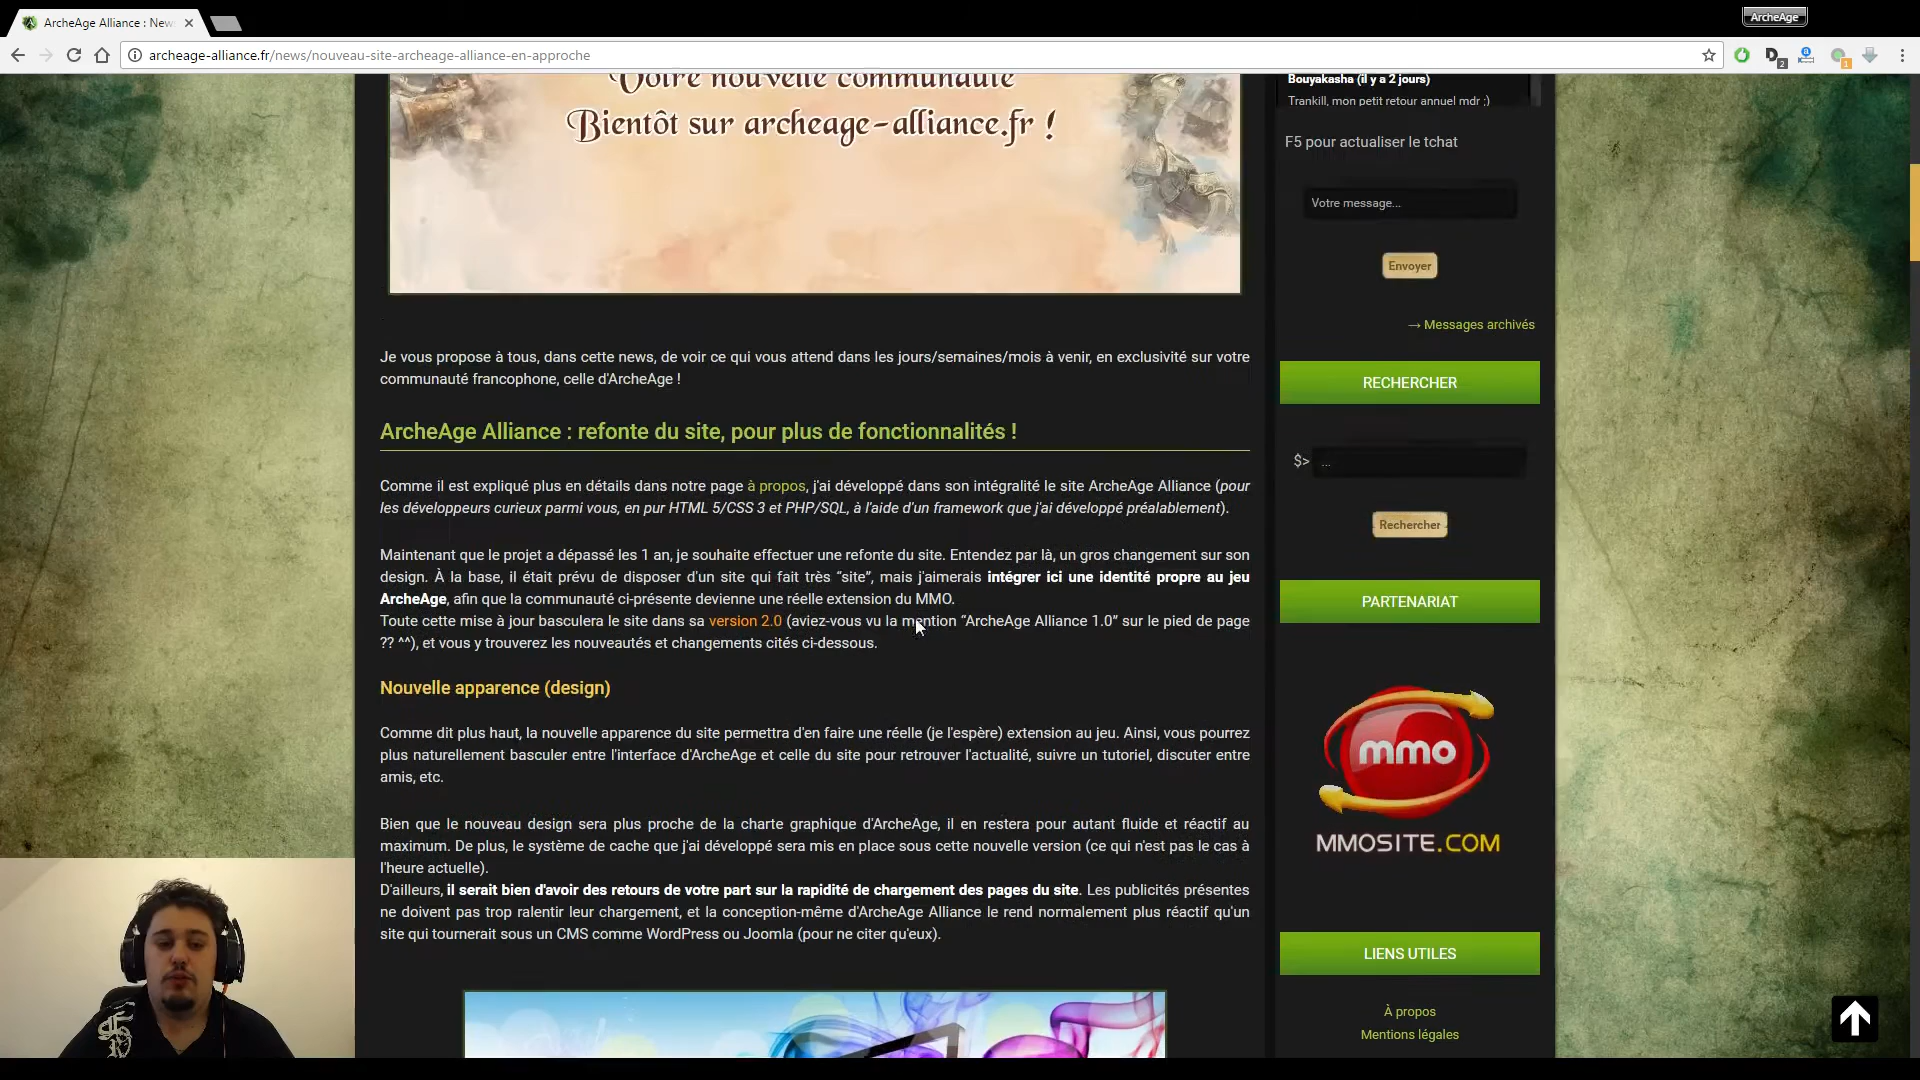 ArcheAge Alliance : New
ArcheAge
archeage-alliance.fr/news/nouveau-site-archeage-alliance-en-approche
2
1
Votre nouvelle communauté
Bientôt sur archeage-alliance.fr !
Je vous propose à tous, dans cette news, de voir ce qui vous attend dans les jours/semaines/mois à venir, en exclusivité sur votre
communauté francophone, celle d'ArcheAge !
ArcheAge Alliance : refonte du site, pour plus de fonctionnalités !
Comme il est expliqué plus en détails dans notre page à propos, j'ai développé dans son intégralité le site ArcheAge Alliance (pour
les développeurs curieux parmi vous, en pur HTML 5/CSS 3 et PHP/SQL, à l'aide d'un framework que j'ai développé préalablement).
Maintenant que le projet a dépassé les 1 an, je souhaite effectuer une refonte du site. Entendez par là, un gros changement sur son
design. À la base, il était prévu de disposer d'un site qui fait très “site”, mais j'aimerais intégrer ici une identité propre au jeu
ArcheAge, afin que la communauté ci-présente devienne une réelle extension du MMO.
Toute cette mise à jour basculera le site dans sa version 2.0 (aviez-vous vu la mention “ArcheAge Alliance 1.0” sur le pied de page
?? ^^), et vous y trouverez les nouveautés et changements cités ci-dessous.
Nouvelle apparence (design)
Comme dit plus haut, la nouvelle apparence du site permettra d'en faire une réelle (je l'espère) extension au jeu. Ainsi, vous pourrez
plus naturellement basculer entre l'interface d'ArcheAge et celle du site pour retrouver l'actualité, suivre un tutoriel, discuter entre
amis, etc.
Bien que le nouveau design sera plus proche de la charte graphique d'ArcheAge, il en restera pour autant fluide et réactif au
maximum. De plus, le système de cache que j'ai développé sera mis en place sous cette nouvelle version (ce qui n'est pas le cas à
l'heure actuelle).
D'ailleurs, il serait bien d'avoir des retours de votre part sur la rapidité de chargement des pages du site. Les publicités présentes
ne doivent pas trop ralentir leur chargement, et la conception-même d'ArcheAge Alliance le rend normalement plus réactif qu'un
site qui tournerait sous un CMS comme WordPress ou Joomla (pour ne citer qu'eux).
Bouyakasha (il y a 2 jours)
Trankill, mon petit retour annuel mdr ;)
F5 pour actualiser le tchat
Votre message...
Envoyer
→ Messages archivés
RECHERCHER
$> ...
Rechercher
PARTENARIAT
mmo
MMOSITE.COM
LIENS UTILES
À propos
Mentions légales